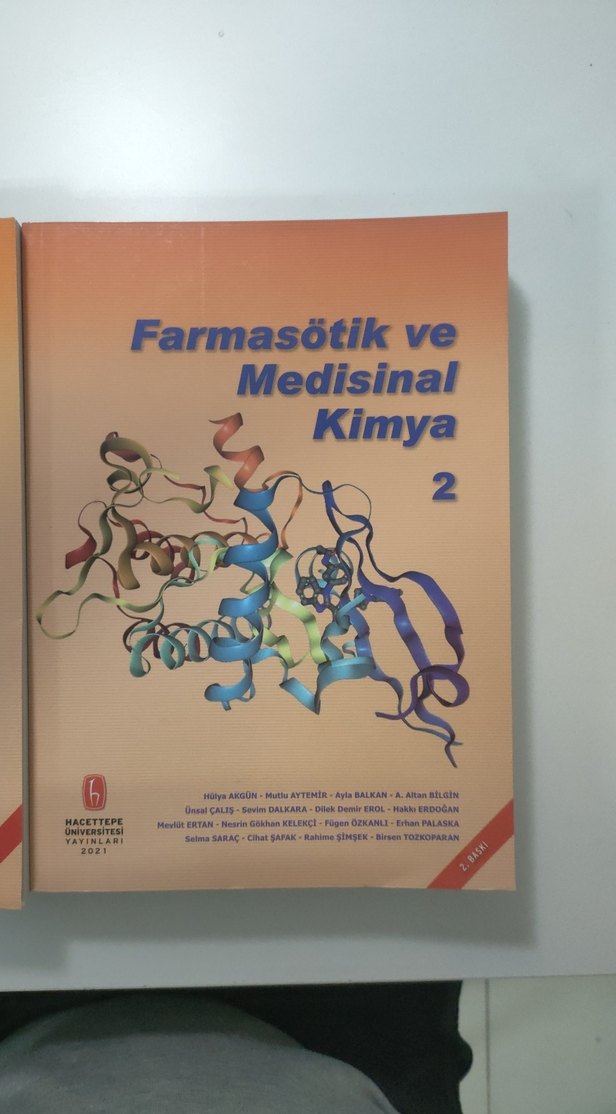 Farmasötik ve
Medisinal
Kimya
2
Hülya AKGÜN - Mutlu AYTEMİR - Ayla BALKAN - A. Altan BİLGİN
Ünsal ÇALIŞ - Sevim DALKARA - Dilek Demir EROL - Hakkı ERDOĞAN
Mevlüt ERTAN - Nesrin Gökhan KELEKÇİ - Fügen ÖZKANLI - Erhan PALASKA
Selma SARAÇ - Cihat ŞAFAK - Rahime ŞİMŞEK - Birsen TOZKOPARAN
HACETTEPE
ÜNİVERSİTESİ
YAYINLARI
2021
2. BASKI